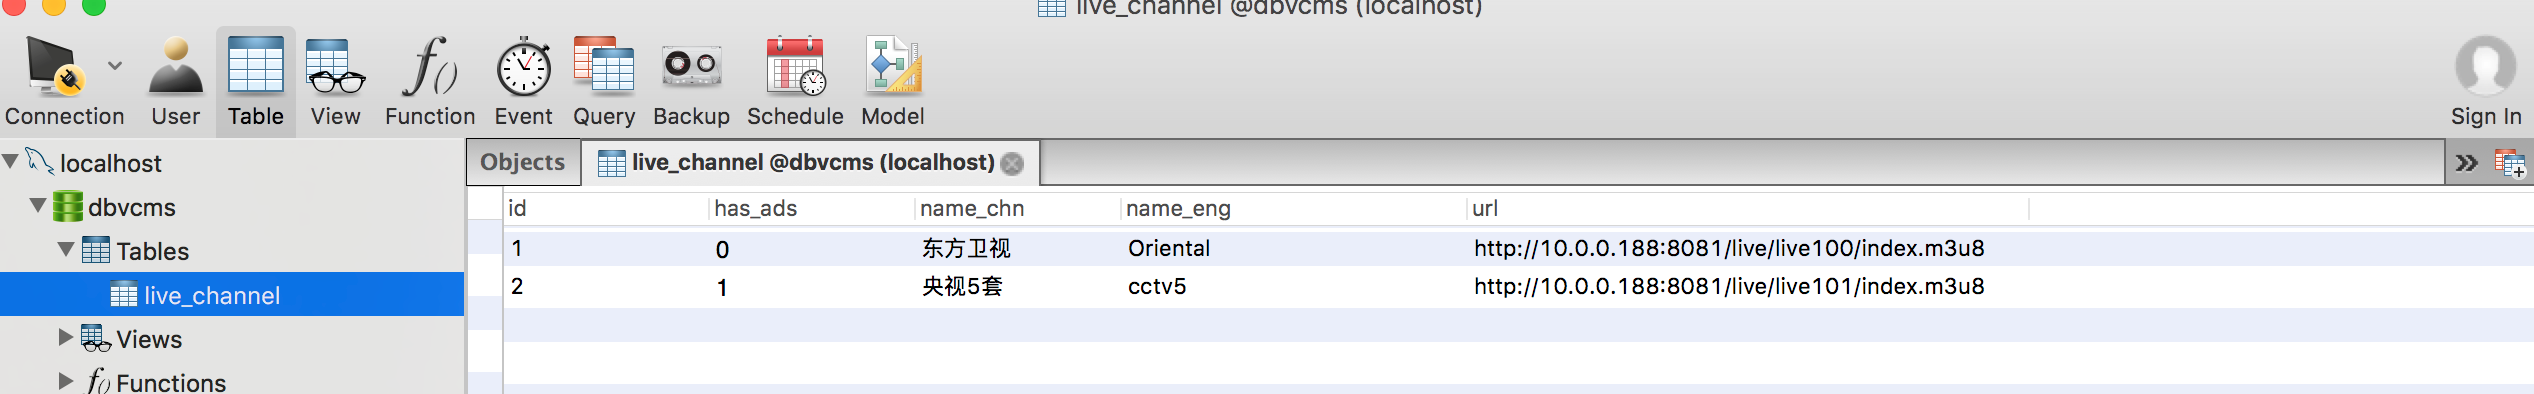 live_channel @dbvcms (localhost)
Connection User Table View Function Event Query Backup Schedule Model Sign In
localhost
dbvcms
Tables
live_channel
Views
Functions
Objects live_channel @dbvcms (localhost)
id has_ads name_chn name_eng url
1 0 东方卫视 Oriental http://10.0.0.188:8081/live/live100/index.m3u8
2 1 央视5套 cctv5 http://10.0.0.188:8081/live/live101/index.m3u8